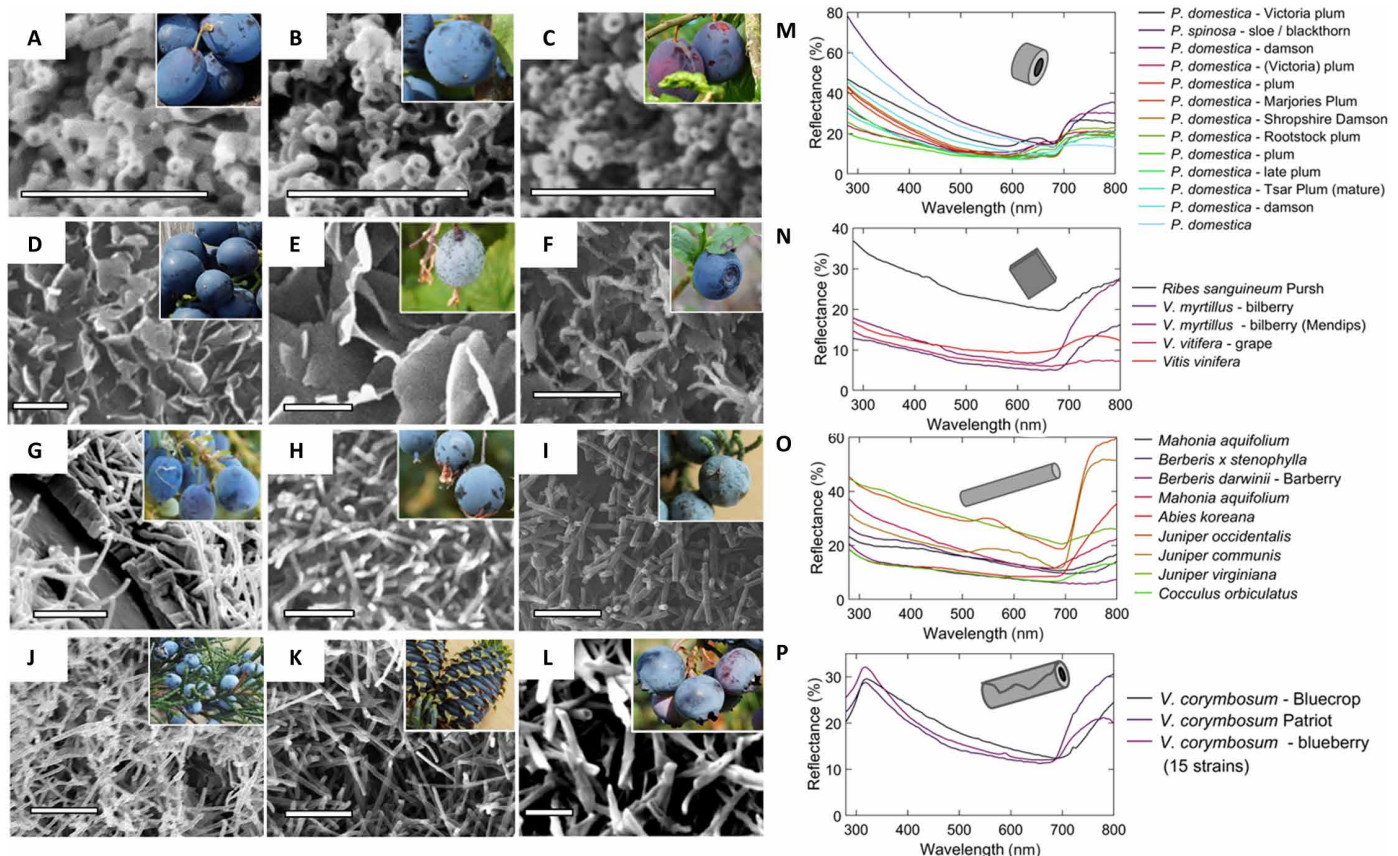 A
B
C
D
E
F
G
H
I
J
K
L
M
80
60
40
20
0
300
400
500
600
700
800
Reflectance (%)
Wavelength (nm)
P. domestica - Victoria plum
P. spinosa - sloe / blackthorn
P. domestica - damson
P. domestica - (Victoria) plum
P. domestica - plum
P. domestica - Marjories Plum
P. domestica - Shropshire Damson
P. domestica - Rootstock plum
P. domestica - plum
P. domestica - late plum
P. domestica - Tsar Plum (mature)
P. domestica - damson
P. domestica
N
40
30
20
10
0
300
400
500
600
700
800
Reflectance (%)
Wavelength (nm)
Ribes sanguineum Pursh
V. myrtillus - bilberry
V. myrtillus - bilberry (Mendips)
V. vitifera - grape
Vitis vinifera
O
60
40
20
0
300
400
500
600
700
800
Reflectance (%)
Wavelength (nm)
Mahonia aquifolium
Berberis x stenophylla
Berberis darwinii - Barberry
Mahonia aquifolium
Abies koreana
Juniper occidentalis
Juniper communis
Juniper virginiana
Cocculus orbiculatus
P
30
20
10
0
300
400
500
600
700
800
Reflectance (%)
Wavelength (nm)
V. corymbosum - Bluecrop
V. corymbosum Patriot
V. corymbosum - blueberry
(15 strains)